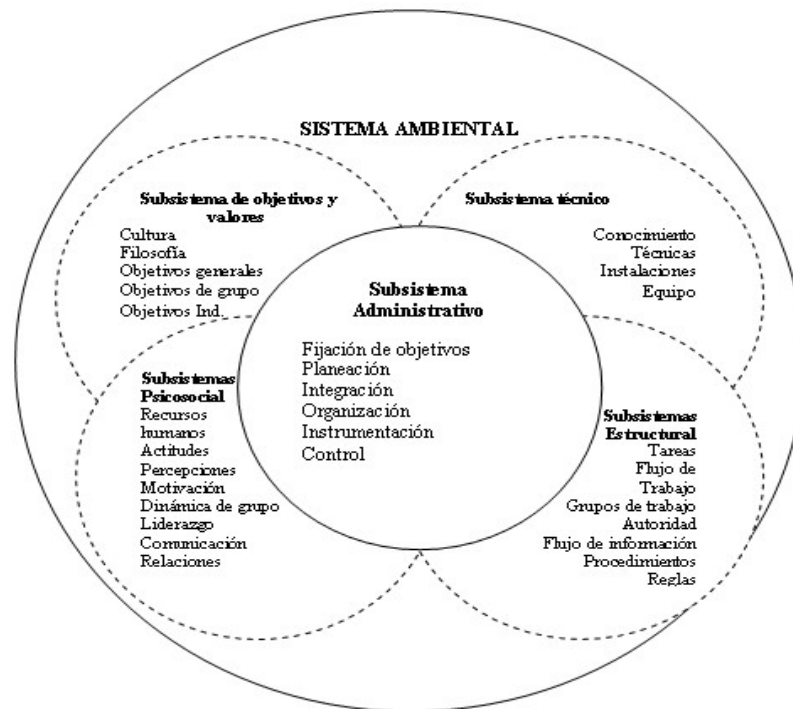 SISTEMA AMBIENTAL
Subsistema de objetivos y
valores
Cultura
Filosofía
Objetivos generales
Objetivos de grupo
Objetivos Ind.
Subsistema técnico
Conocimiento
Técnicas
Instalaciones
Equipo
Subsistema
Administrativo
Fijación de objetivos
Planeación
Integración
Organización
Instrumentación
Control
Subsistemas
Psicosocial
Recursos
humanos
Actitudes
Percepciones
Motivación
Dinámica de grupo
Liderazgo
Comunicación
Relaciones
Subsistemas
Estructural
Tareas
Flujo de
Trabajo
Grupos de trabajo
Autoridad
Flujo de información
Procedimientos
Reglas